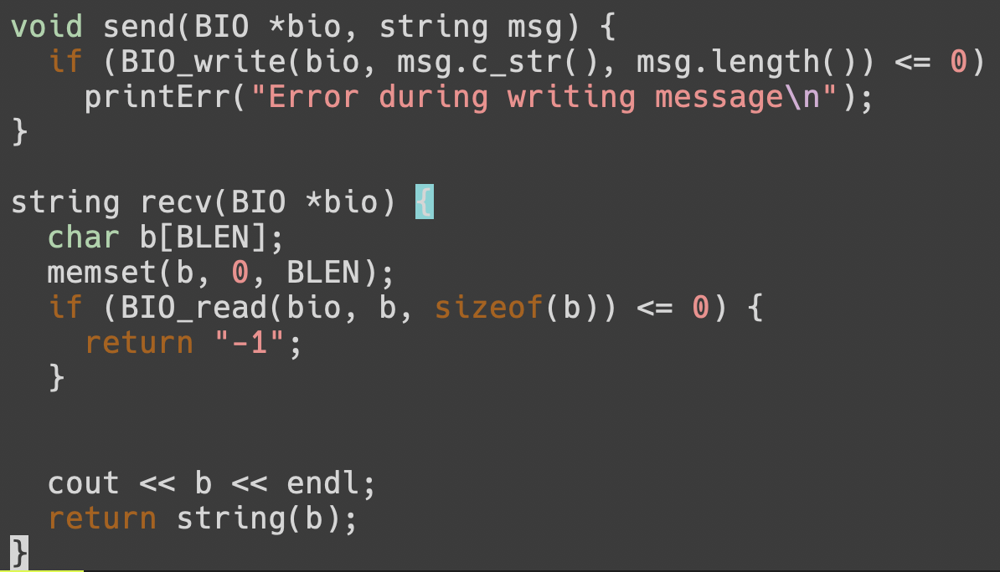 void send(BIO *bio, string msg) {
  if (BIO_write(bio, msg.c_str(), msg.length()) <= 0)
    printErr("Error during writing message\n");
}

string recv(BIO *bio) {
  char b[BLEN];
  memset(b, 0, BLEN);
  if (BIO_read(bio, b, sizeof(b)) <= 0) {
    return "-1";
  }


  cout << b << endl;
  return string(b);
}